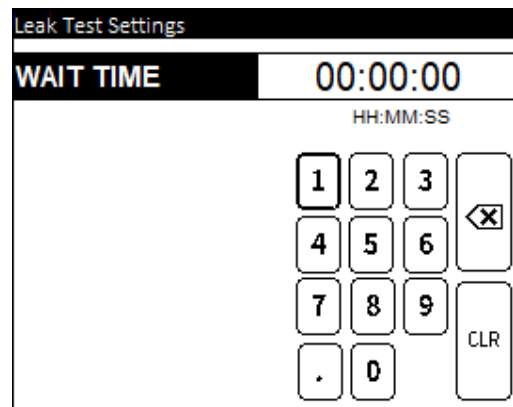 Leak Test Settings
WAIT TIME 00:00:00
HH:MM:SS
1 2 3
4 5 6
7 8 9
CLR
. 0